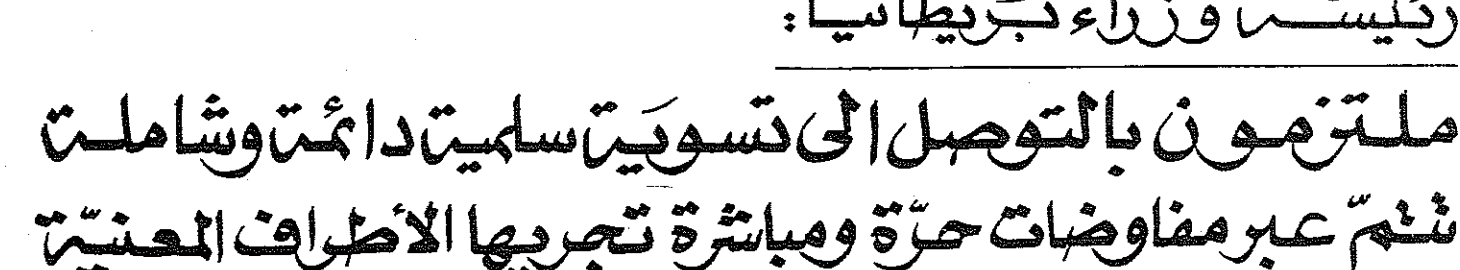 رئيسة وزراء بريطانيا:
ملتزمون بالتوصل الى تسوية سلمية دائمة وشاملة
تتمّ عبر مفاوضات حرّة ومباشرة تجريها الأطراف المعنيّة